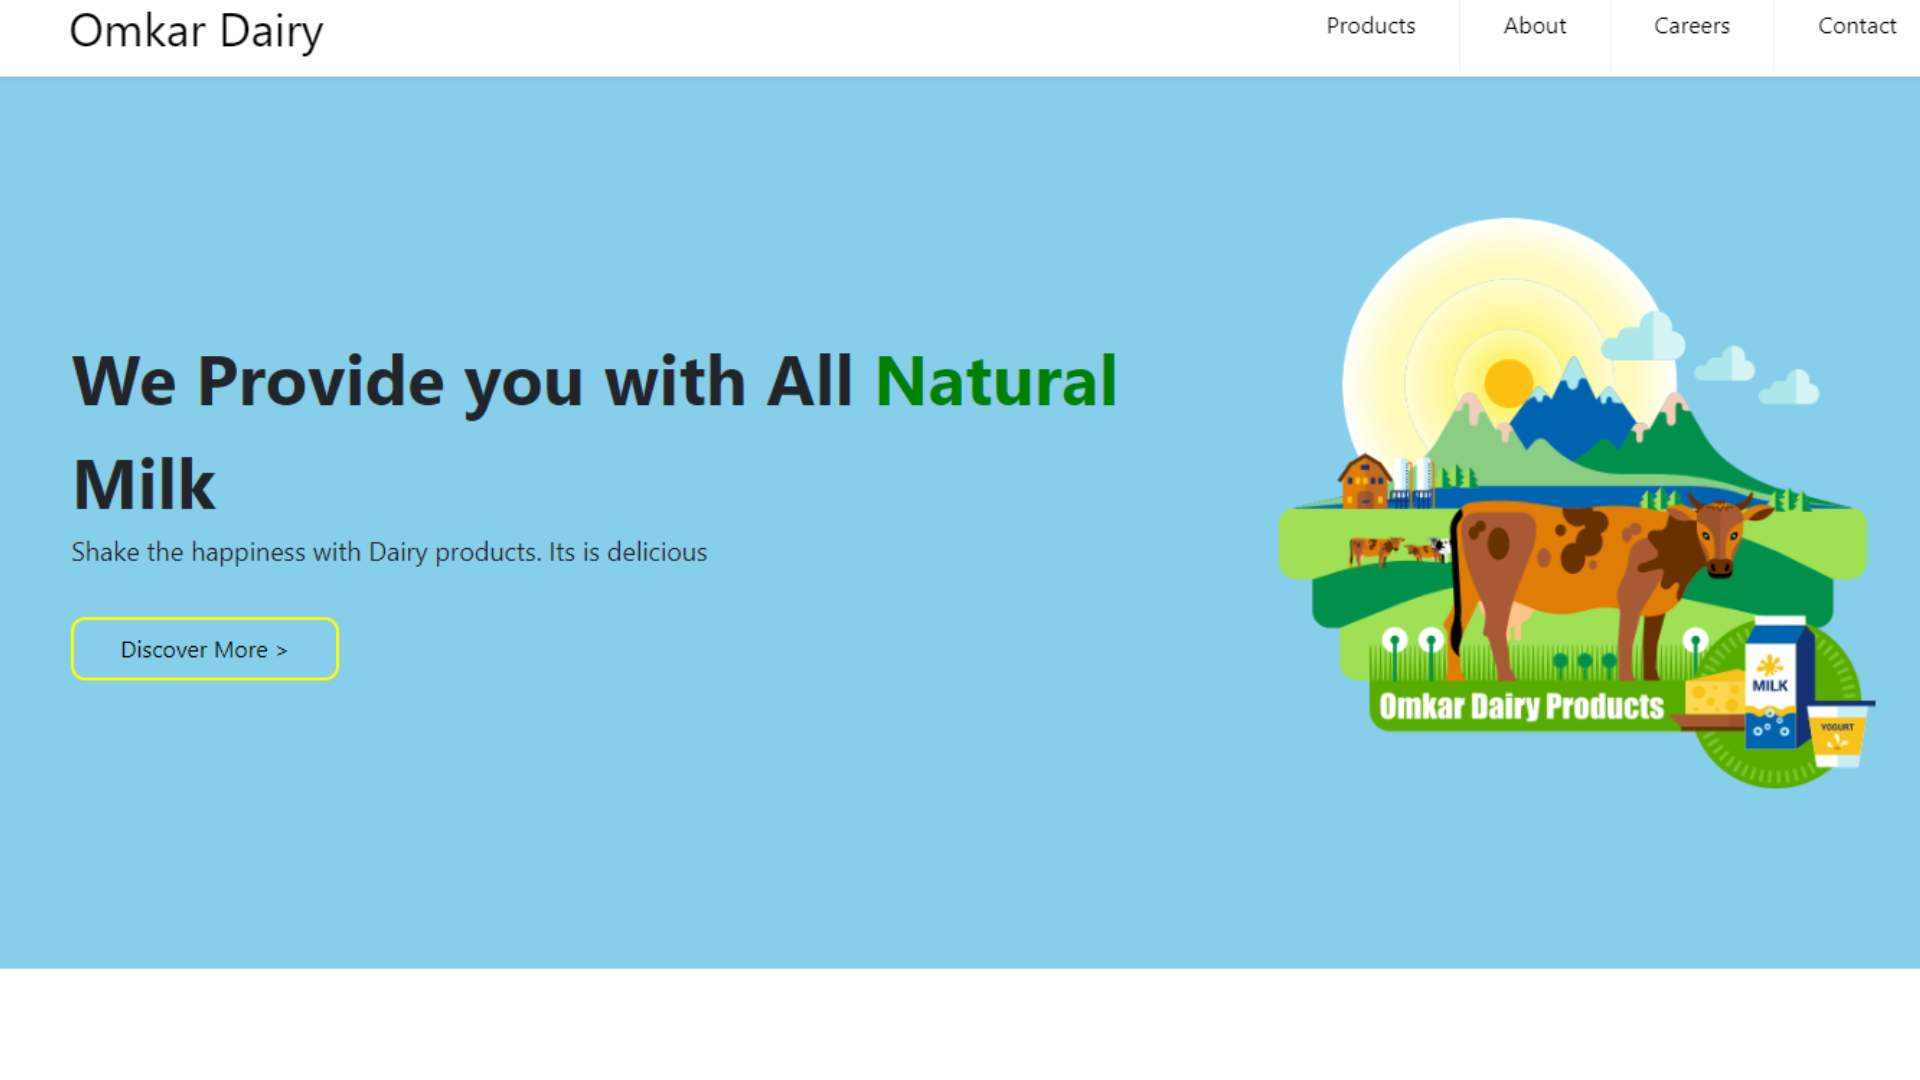 Omkar Dairy
Products
About
Careers
Contact
We Provide you with All Natural
Milk
Shake the happiness with Dairy products. Its is delicious
Discover More >
MILK
Omkar Dairy Products
YOGURT